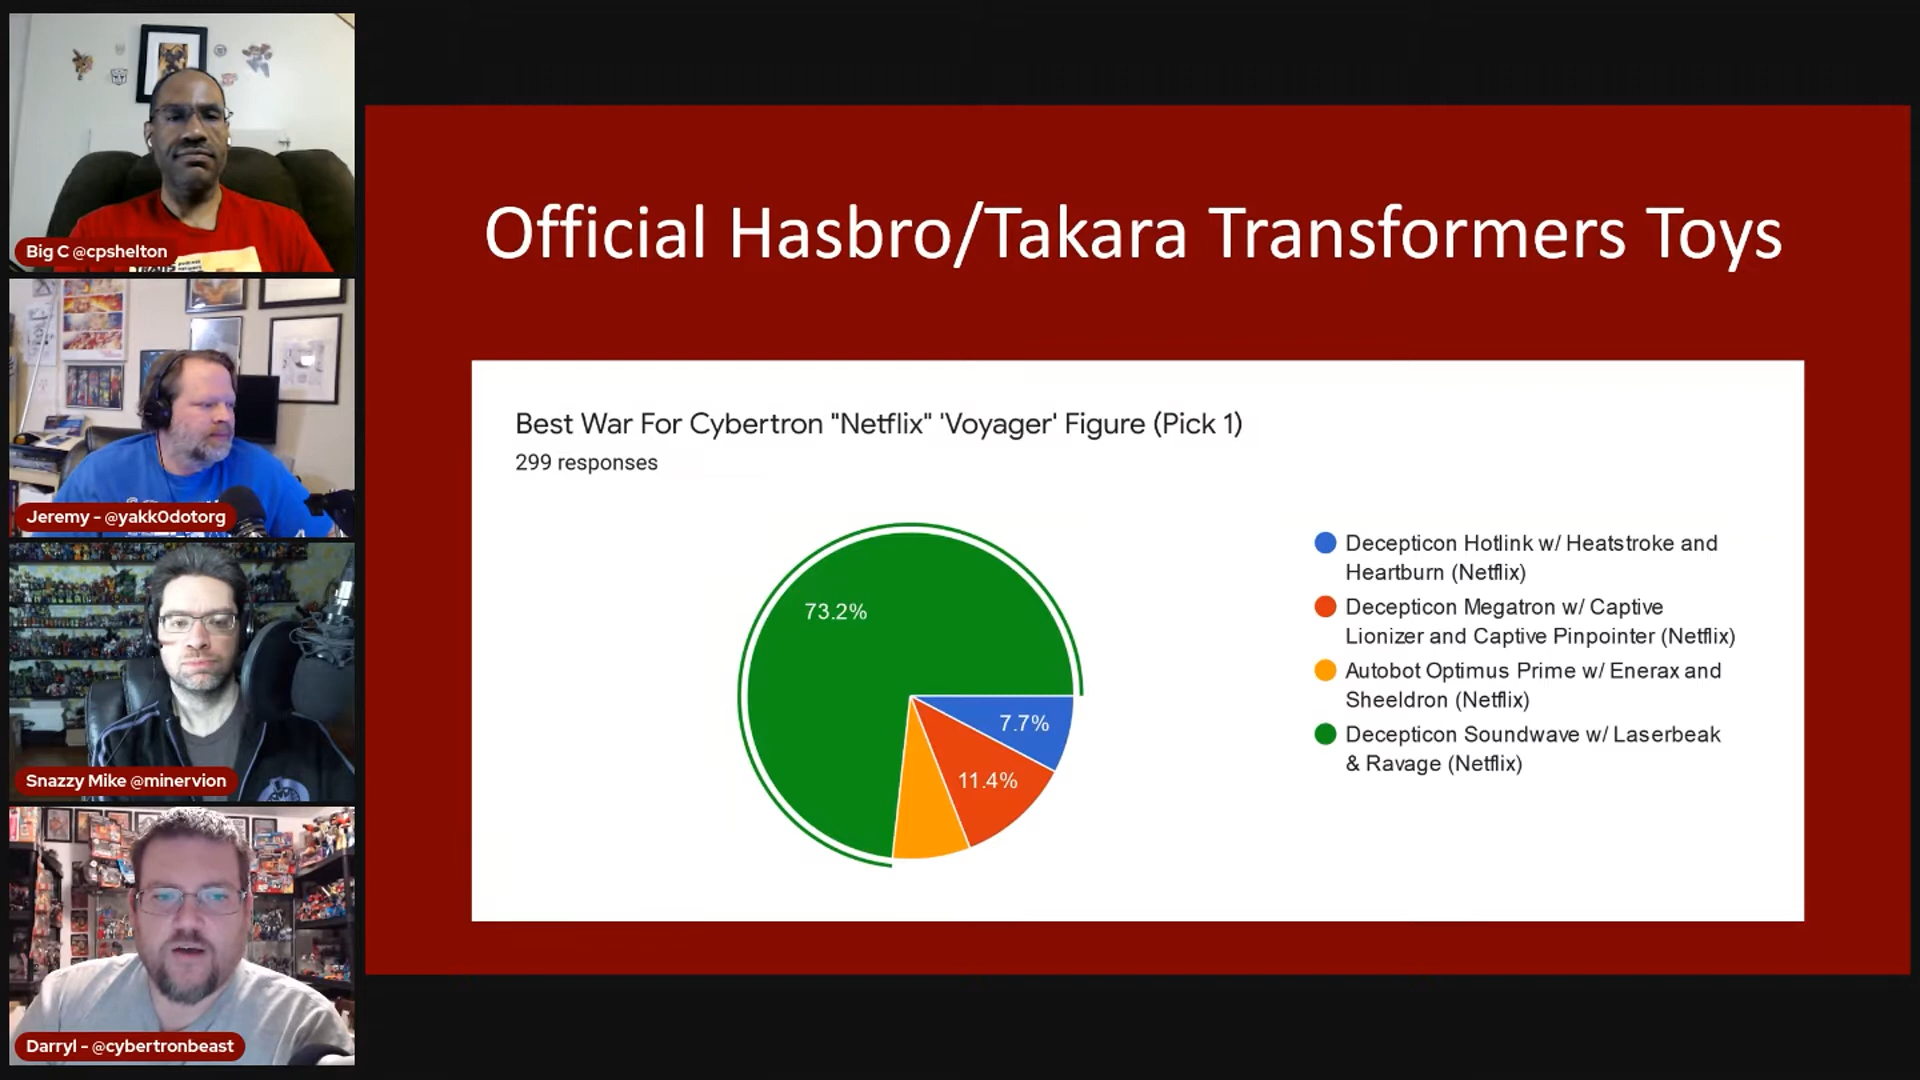 Big C @cpshelton
Jeremy - @yakk0dotorg
Snazzy Mike @minervion
Darryl - @cybertronbeast
Official Hasbro/Takara Transformers Toys
Best War For Cybertron "Netflix" 'Voyager' Figure (Pick 1)
299 responses
73.2%
7.7%
11.4%
Decepticon Hotlink w/ Heatstroke and
Heartburn (Netflix)
Decepticon Megatron w/ Captive
Lionizer and Captive Pinpointer (Netflix)
Autobot Optimus Prime w/ Enerax and
Sheeldron (Netflix)
Decepticon Soundwave w/ Laserbeak
& Ravage (Netflix)